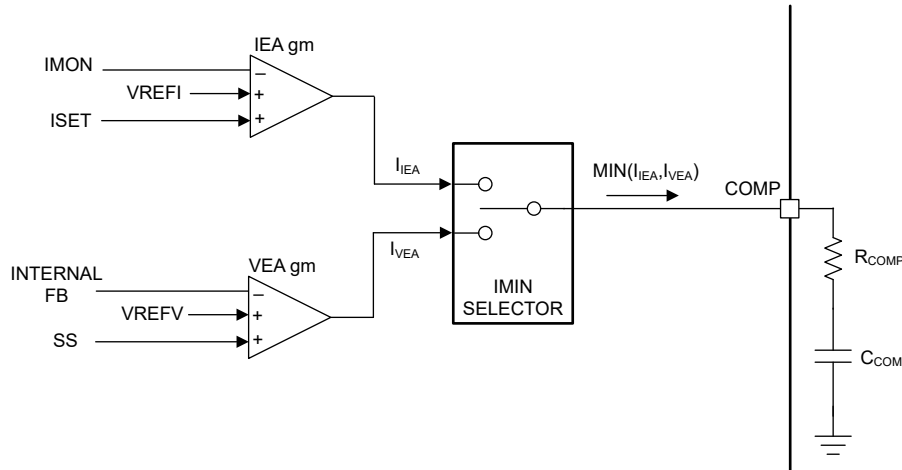 IEA gm
IMON
−
VREFI
+
ISET
+
IIEA
MIN(IIEA,IVEA)
COMP
RCOMP
IVEA
INTERNAL
FB
VEA gm
−
VREFV
+
SS
+
IMIN
SELECTOR
CCOM